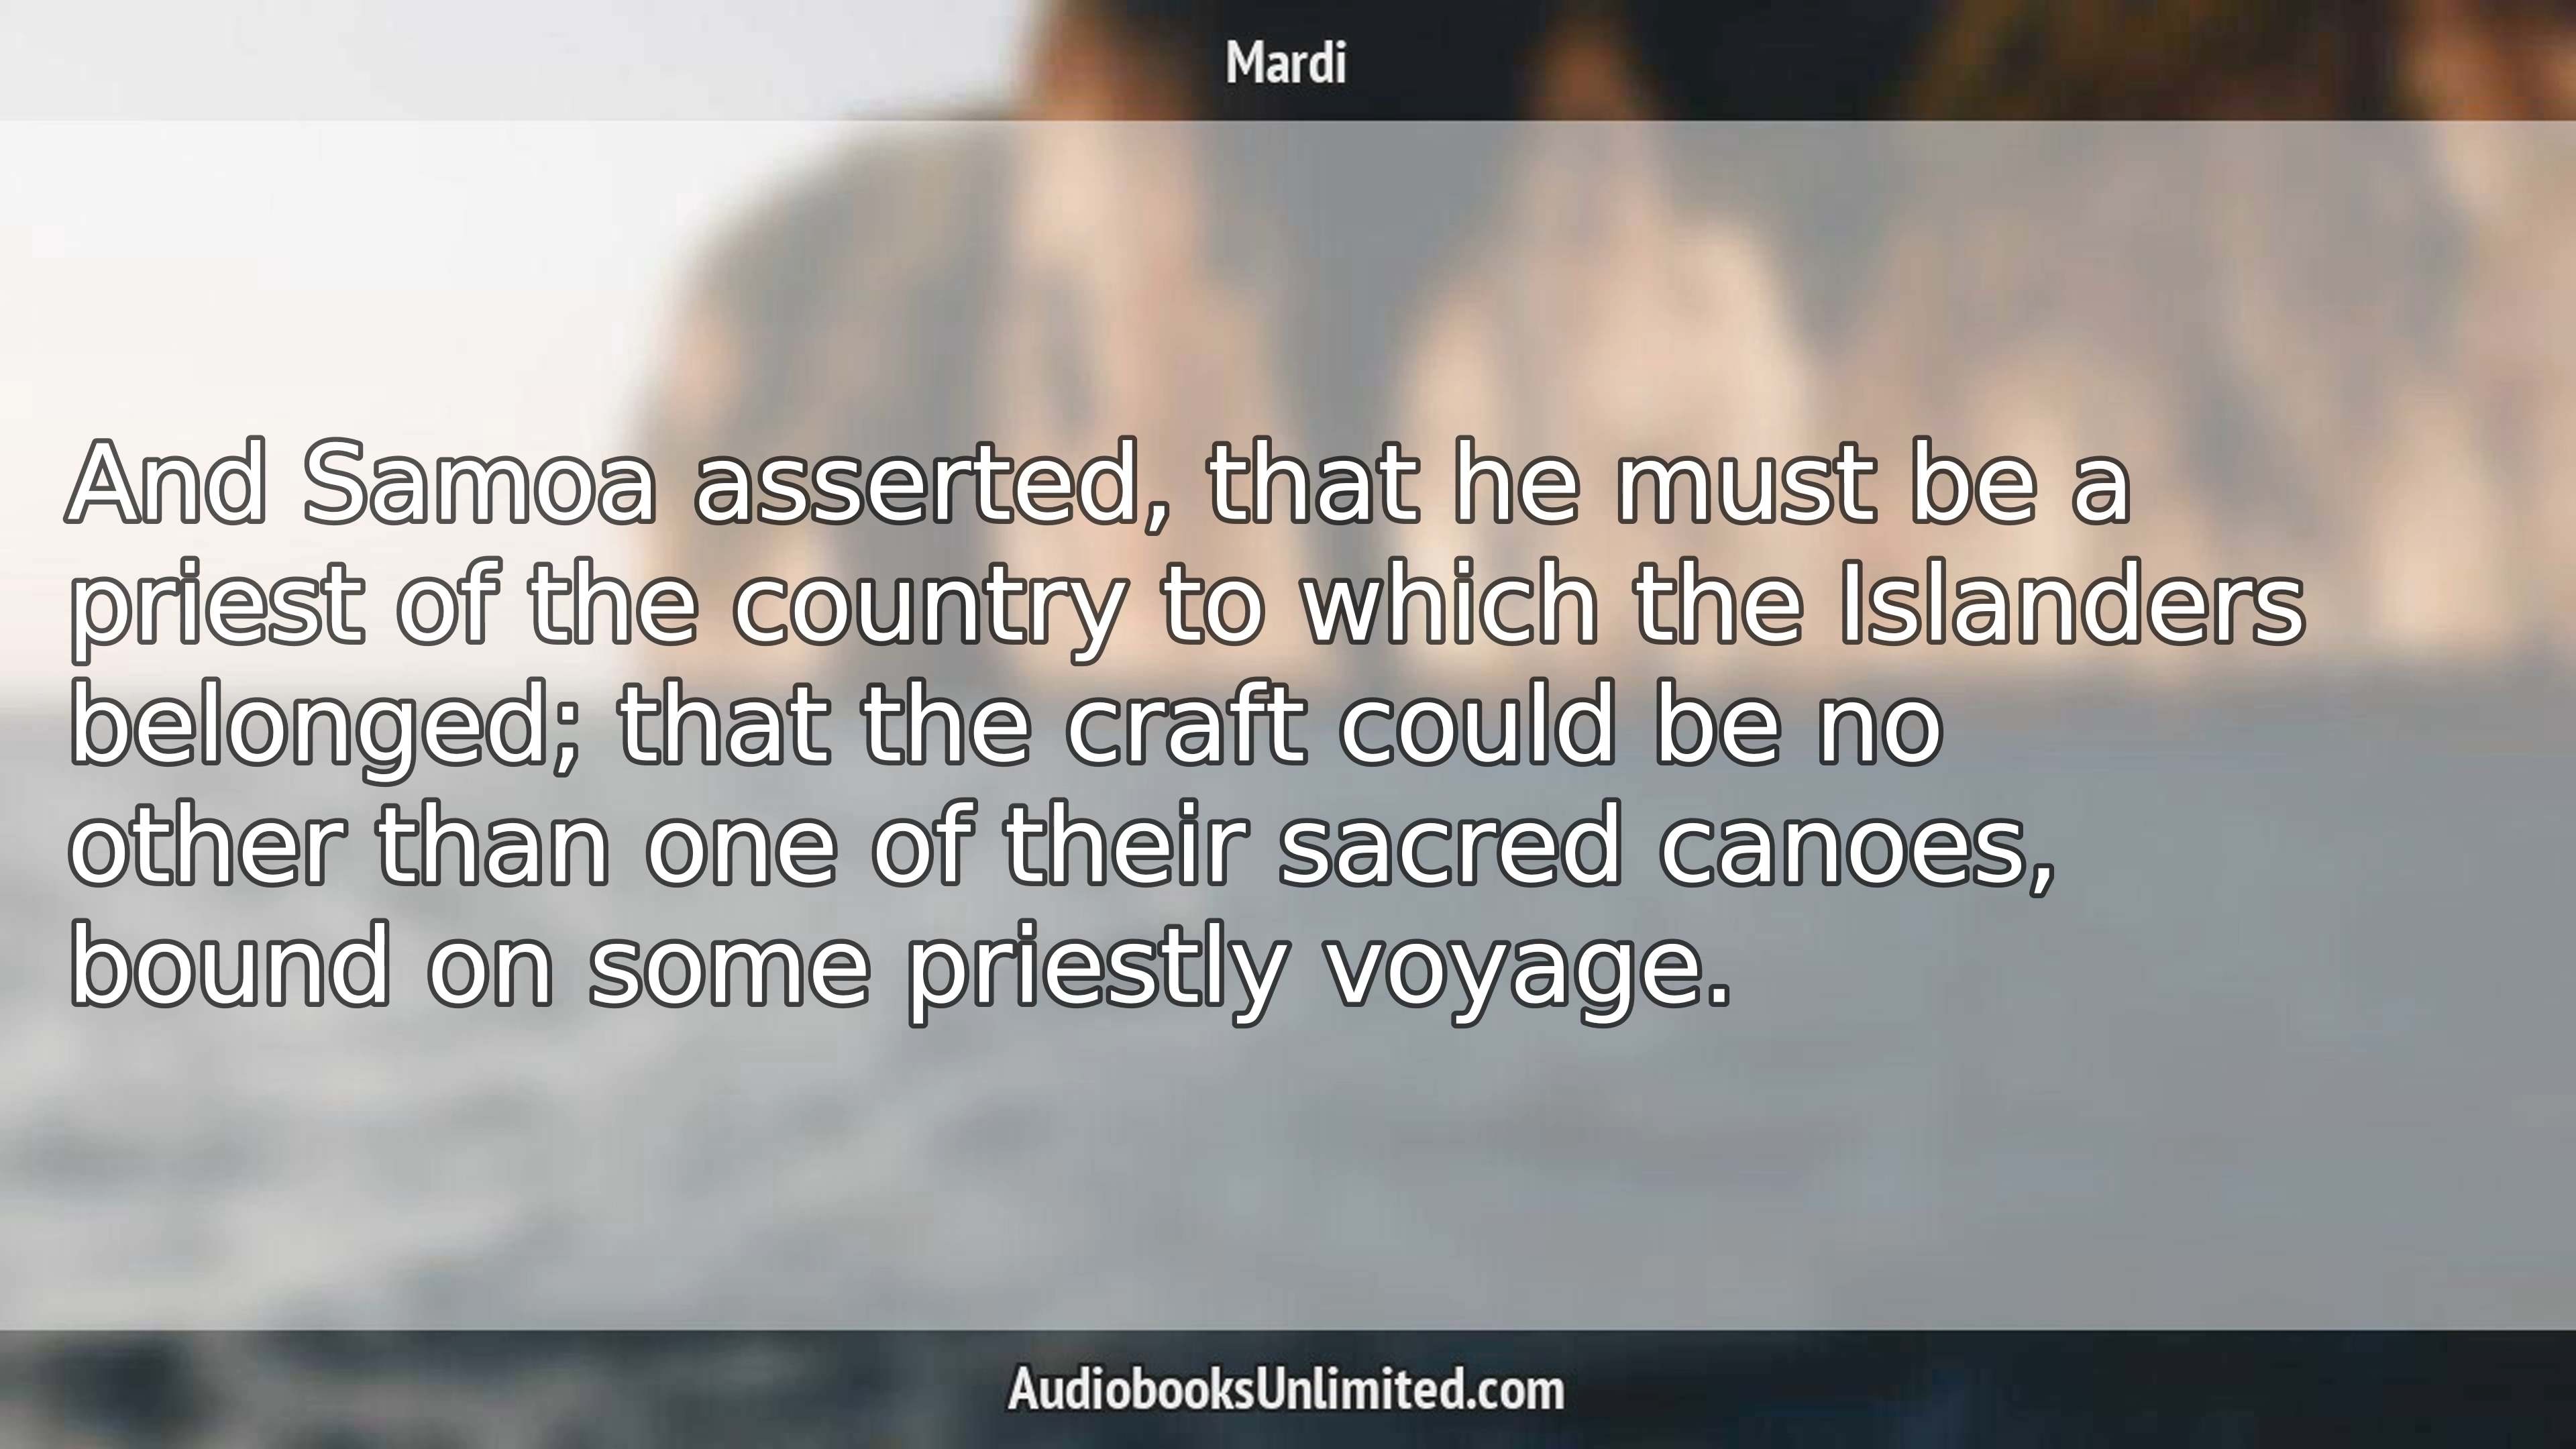 Mardi
And Samoa asserted, that he must be a
priest of the country to which the Islanders
belonged; that the craft could be no
other than one of their sacred canoes,
bound on some priestly voyage.
AudiobooksUnlimited.com